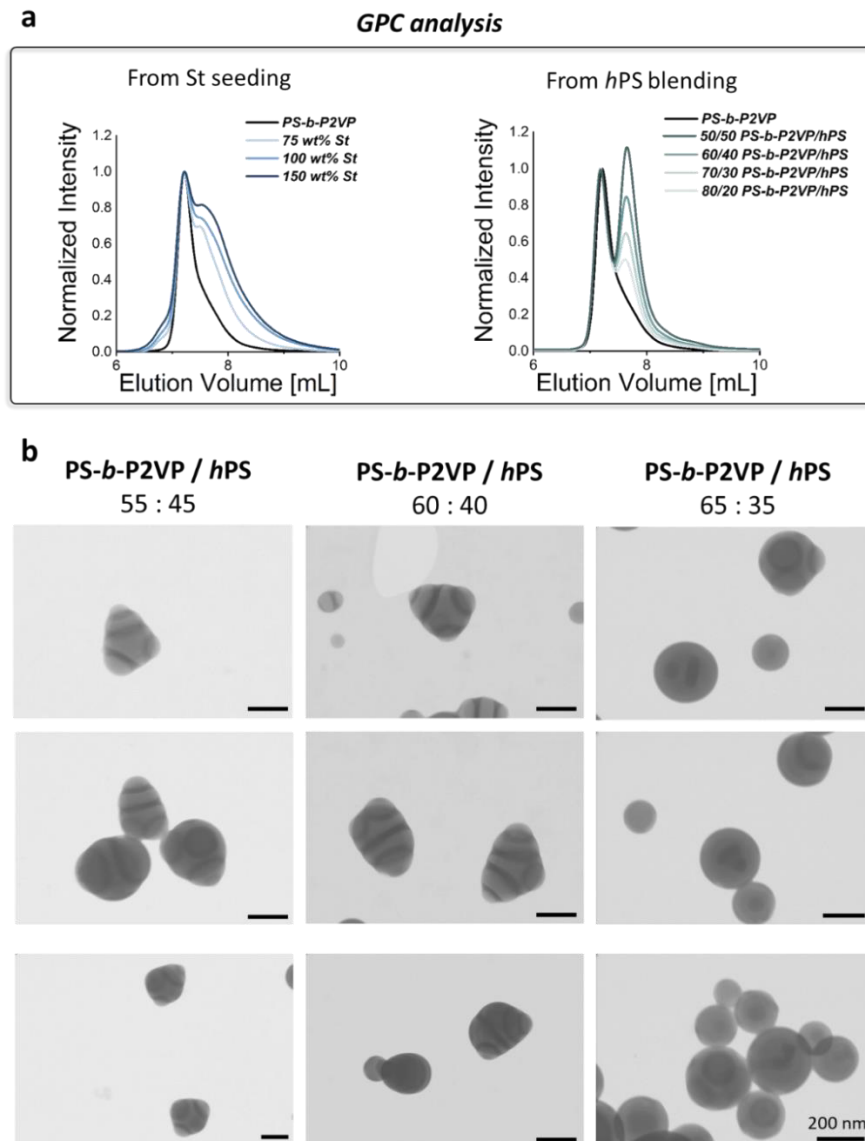 a
GPC analysis
From St seeding
PS-b-P2VP
75 wt% St
100 wt% St
150 wt% St
1.2
1.0
0.8
0.6
0.4
0.2
0.0
Normalized Intensity
6
8
10
Elution Volume [mL]
From hPS blending
PS-b-P2VP
50/50 PS-b-P2VP/hPS
60/40 PS-b-P2VP/hPS
70/30 PS-b-P2VP/hPS
80/20 PS-b-P2VP/hPS
1.2
1.0
0.8
0.6
0.4
0.2
0.0
Normalized Intensity
6
8
10
Elution Volume [mL]
b
PS-b-P2VP / hPS
55 : 45
PS-b-P2VP / hPS
60 : 40
PS-b-P2VP / hPS
65 : 35
200 nm